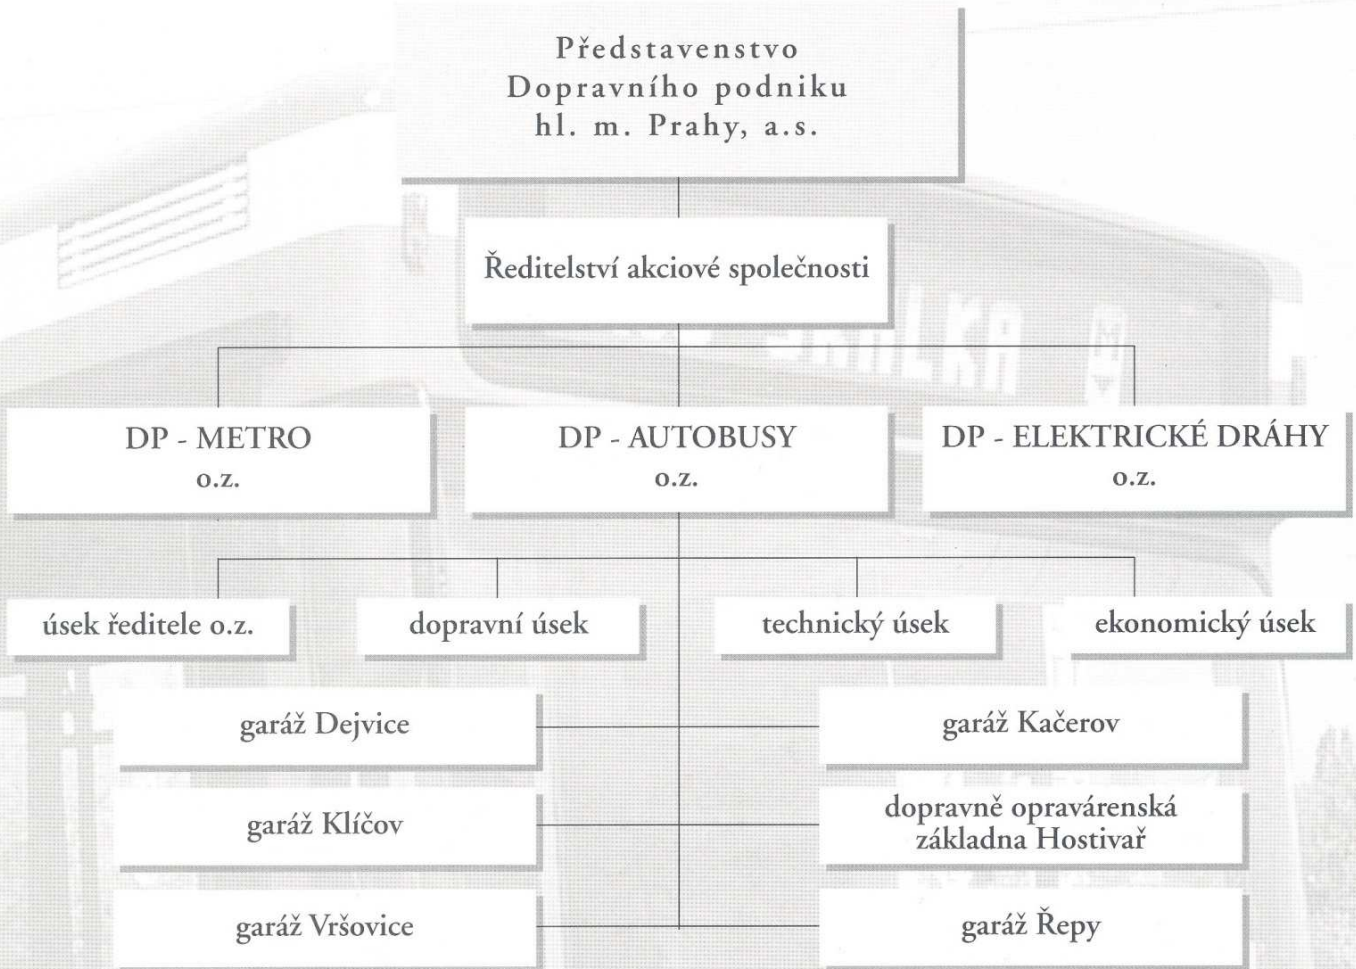 Představenstvo
Dopravního podniku
hl. m. Prahy, a.s.
Ředitelství akciové společnosti
DP - METRO
o.z.
DP - AUTOBUSY
o.z.
DP - ELEKTRICKÉ DRÁHY
o.z.
úsek ředitele o.z.
dopravní úsek
technický úsek
ekonomický úsek
garáž Dejvice
garáž Kačerov
garáž Klíčov
dopravně opravárenská
základna Hostivař
garáž Vršovice
garáž Řepy